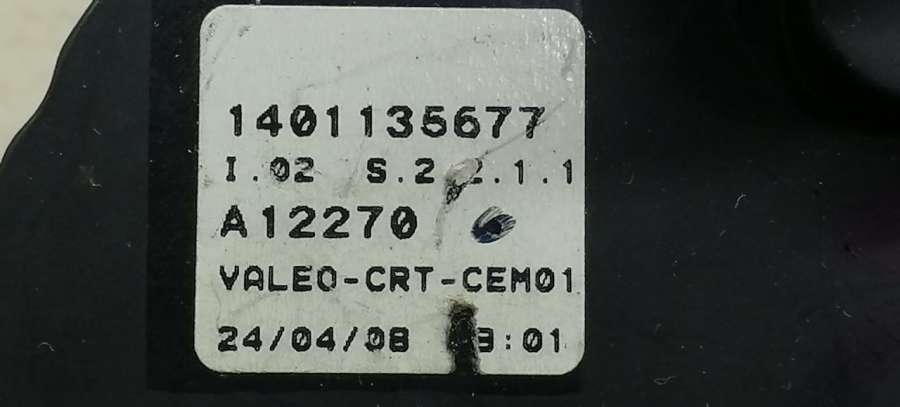 1401135677
I.02 S.2 .1.1
A12270
VALEO-CRT-CEM01
24/04/08 :01